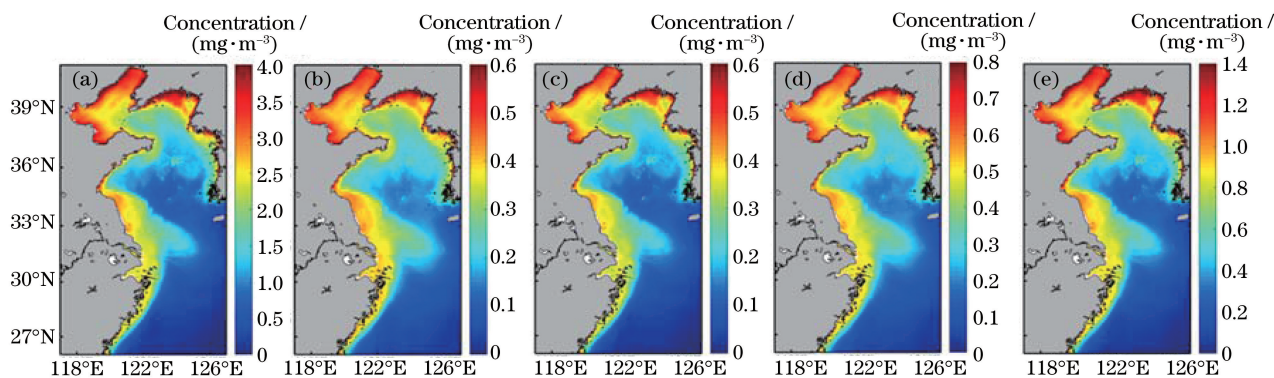 Concentration / Concentration / Concentration / Concentration / Concentration /
(mg·m⁻³) (mg·m⁻³) (mg·m⁻³) (mg·m⁻³) (mg·m⁻³)
(a) 4.0 (b) 0.6 (c) 0.6 (d) 0.8 (e) 1.4
39°N 3.5 0.5 0.5 0.7 1.2
3.0 0.6 1.0
36°N 2.5 0.4 0.4 0.5 0.8
33°N 2.0 0.3 0.3 0.4 0.6
1.5 0.2 0.2 0.3 0.4
30°N 1.0 0.1 0.1 0.2 0.2
27°N 0.5 0.1
0 0 0 0 0
118°E 122°E 126°E 118°E 122°E 126°E 118°E 122°E 126°E 118°E 122°E 126°E 118°E 122°E 126°E